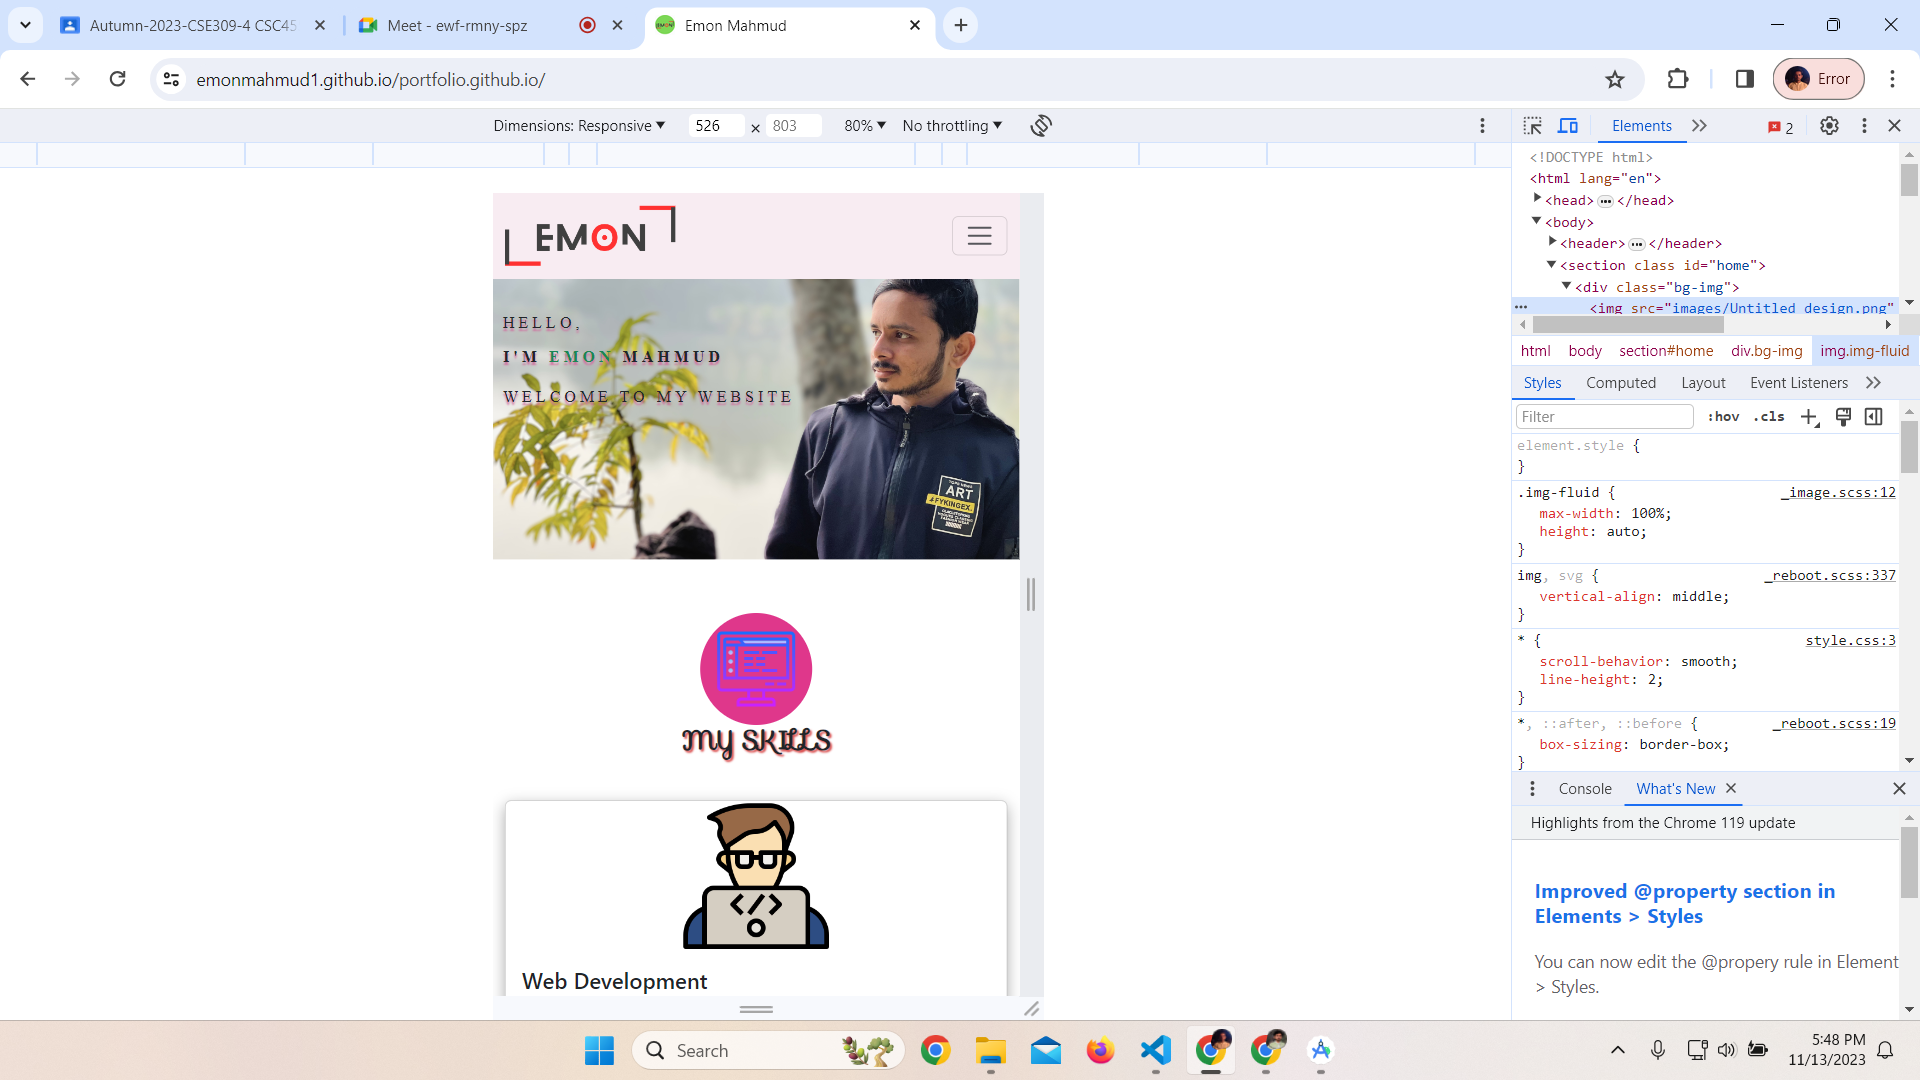 Autumn-2023-CSE309-4 CSC45
Meet - ewf-rmny-spz
Emon Mahmud
emonmahmud1.github.io/portfolio.github.io/
Error
Dimensions: Responsive
526 × 803
80%
No throttling
Elements
2
<!DOCTYPE html>
<html lang="en">
<head> ••• </head>
<body>
<header> ••• </header>
<section class id="home">
<div class="bg-img">
<img src="images/Untitled design.png"
html body section#home div.bg-img img.img-fluid
Styles Computed Layout Event Listeners
Filter
:hov .cls
element.style {
}
.img-fluid {
_image.scss:12
max-width: 100%;
height: auto;
}
img, svg {
_reboot.scss:337
vertical-align: middle;
}
* {
style.css:3
scroll-behavior: smooth;
line-height: 2;
}
*, ::after, ::before {
_reboot.scss:19
box-sizing: border-box;
}
Console What's New
Highlights from the Chrome 119 update
Improved @property section in
Elements > Styles
You can now edit the @propery rule in Element
> Styles.
EMON
HELLO,
I'M EMON MAHMUD
WELCOME TO MY WEBSITE
ART
FYKINGEX.
MY SKILLS
</>
Web Development
Search
5:48 PM
11/13/2023